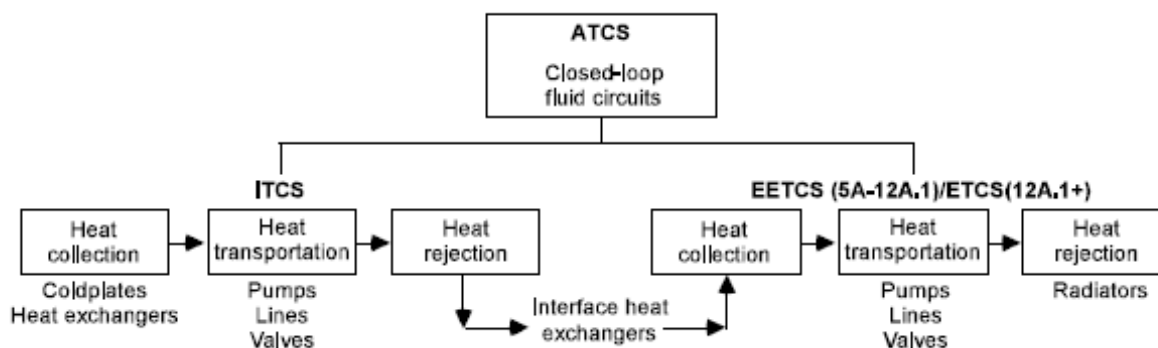 ATCS
Closed-loop
fluid circuits
ITCS
EETCS (5A-12A.1)/ETCS(12A.1+)
Heat
collection
Heat
transportation
Heat
rejection
Heat
collection
Heat
transportation
Heat
rejection
Coldplates
Heat exchangers
Pumps
Lines
Valves
Interface heat
exchangers
Pumps
Lines
Valves
Radiators